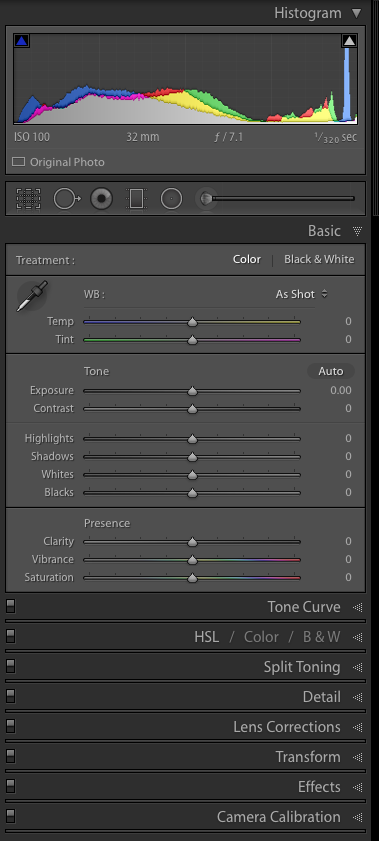 Histogram
ISO 100 32 mm ƒ / 7.1 1/320 sec
Original Photo
Basic
Treatment : Color | Black & White
WB : As Shot
Temp 0
Tint 0
Tone Auto
Exposure 0.00
Contrast 0
Highlights 0
Shadows 0
Whites 0
Blacks 0
Presence
Clarity 0
Vibrance 0
Saturation 0
Tone Curve
HSL / Color / B & W
Split Toning
Detail
Lens Corrections
Transform
Effects
Camera Calibration